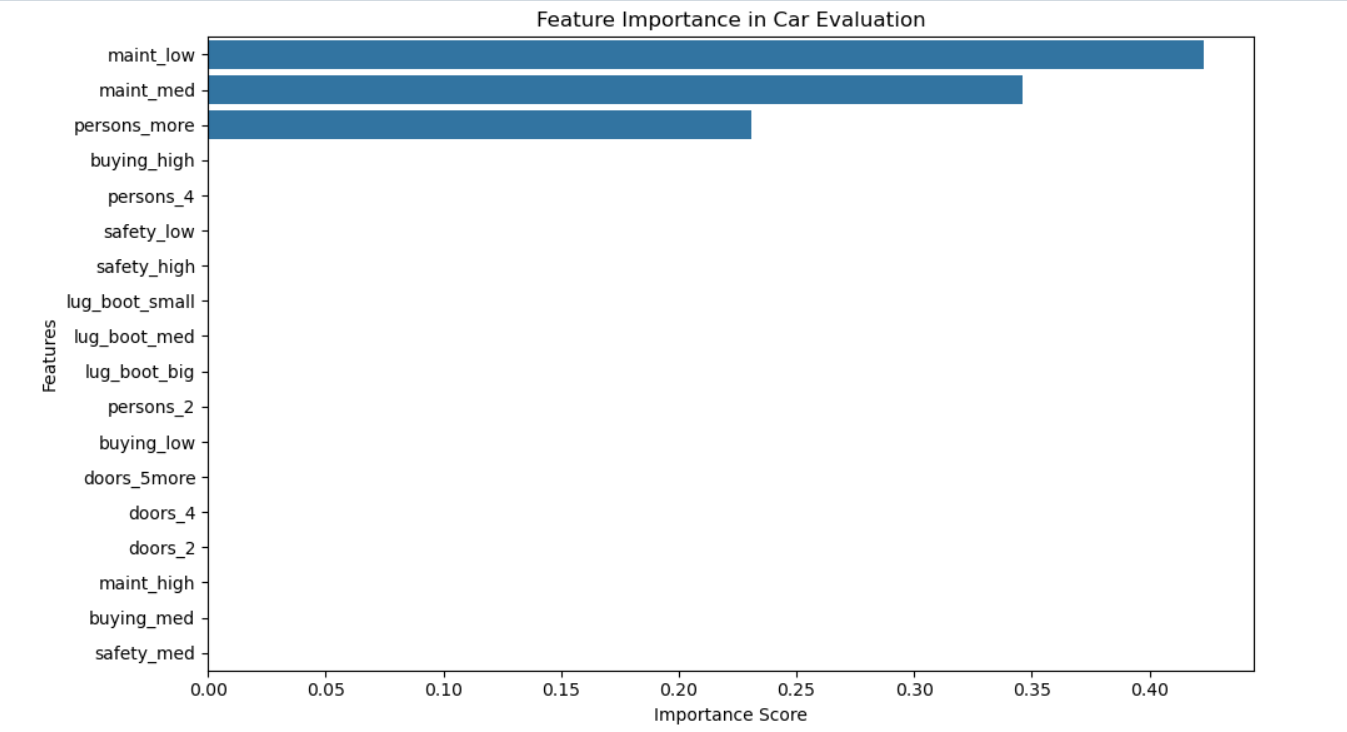 Feature Importance in Car Evaluation
maint_low
maint_med
persons_more
buying_high
persons_4
safety_low
safety_high
lug_boot_small
lug_boot_med
lug_boot_big
persons_2
buying_low
doors_5more
doors_4
doors_2
maint_high
buying_med
safety_med
Features
0.00 0.05 0.10 0.15 0.20 0.25 0.30 0.35 0.40
Importance Score